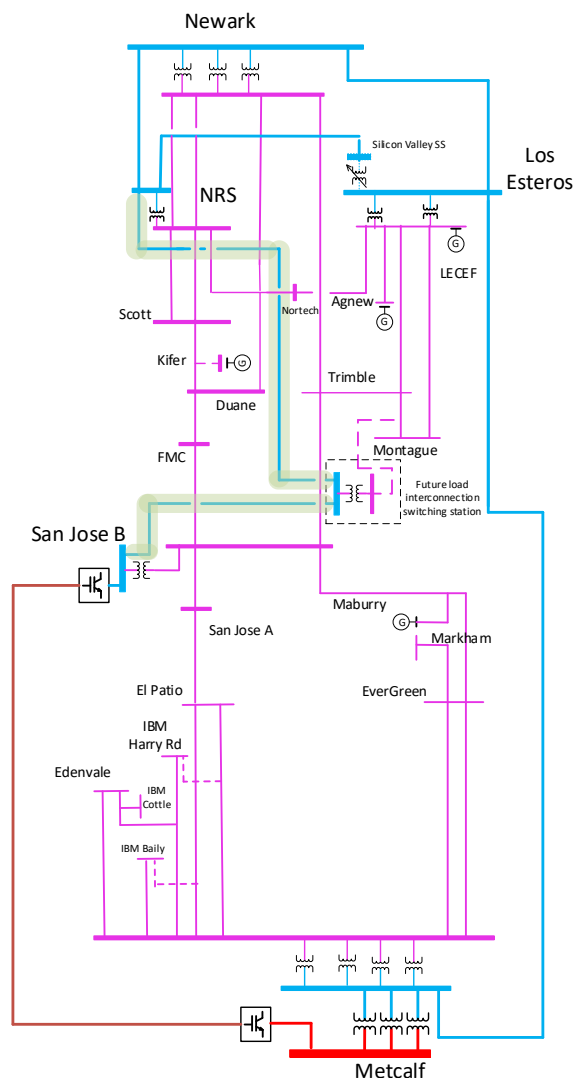 Newark
Silicon Valley SS
Los
Esteros
NRS
G
LECEF
Nortech
Agnew
G
Scott
Kifer
G
Trimble
Duane
Montague
FMC
Future load
interconnection
switching station
San Jose B
Maburry
San Jose A
G
Markham
El Patio
EverGreen
IBM
Harry Rd
Edenvale
IBM
Cottle
IBM Baily
Metcalf